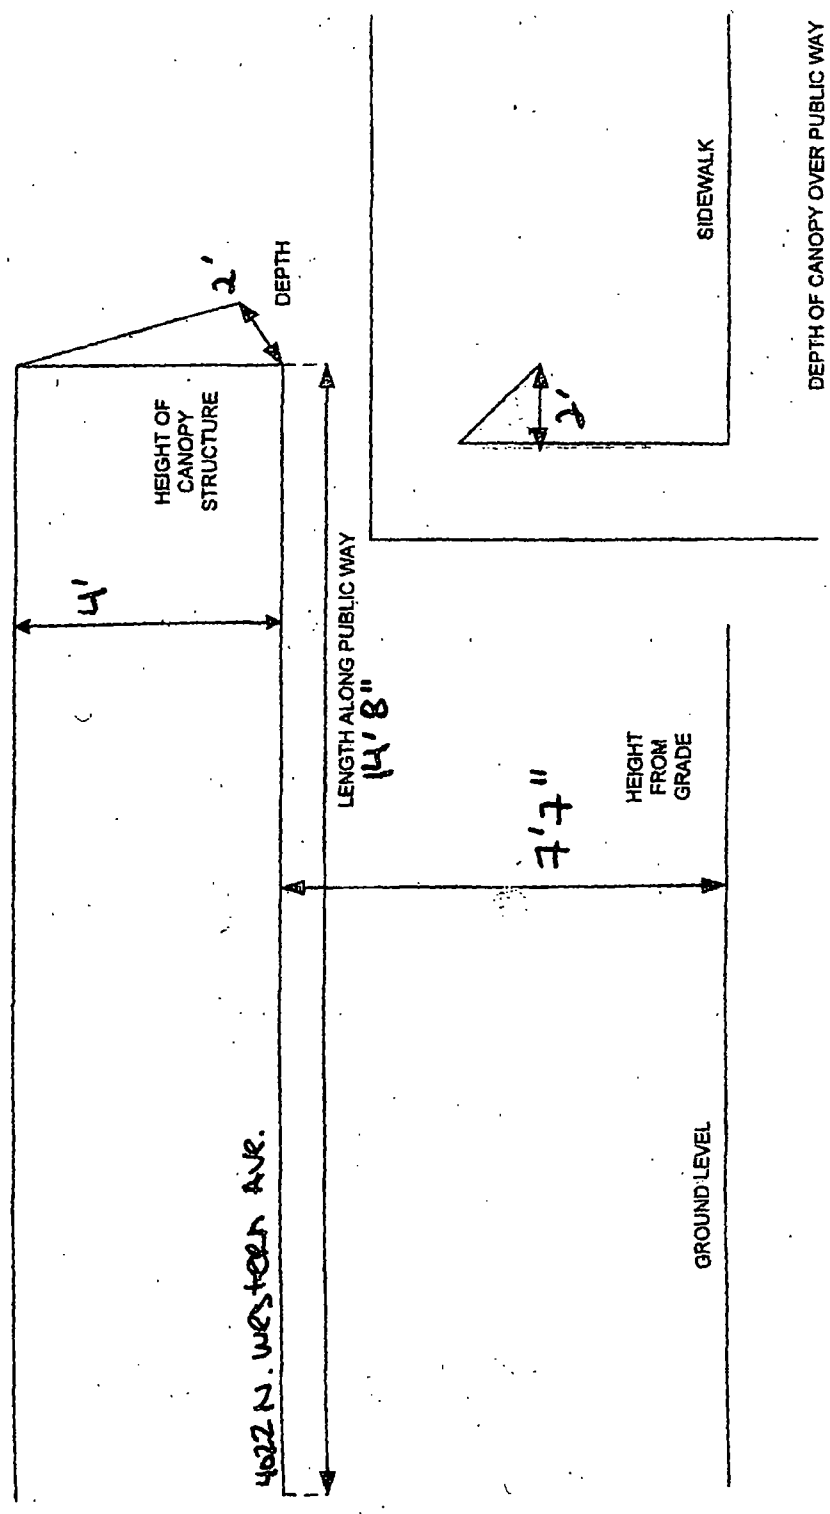 4'
HEIGHT OF
CANOPY
STRUCTURE
2'
DEPTH
4022 N. Western Ave.
LENGTH ALONG PUBLIC WAY
14' 8"
7' 7"
HEIGHT
FROM
GRADE
GROUND LEVEL
2'
SIDEWALK
DEPTH OF CANOPY OVER PUBLIC WAY